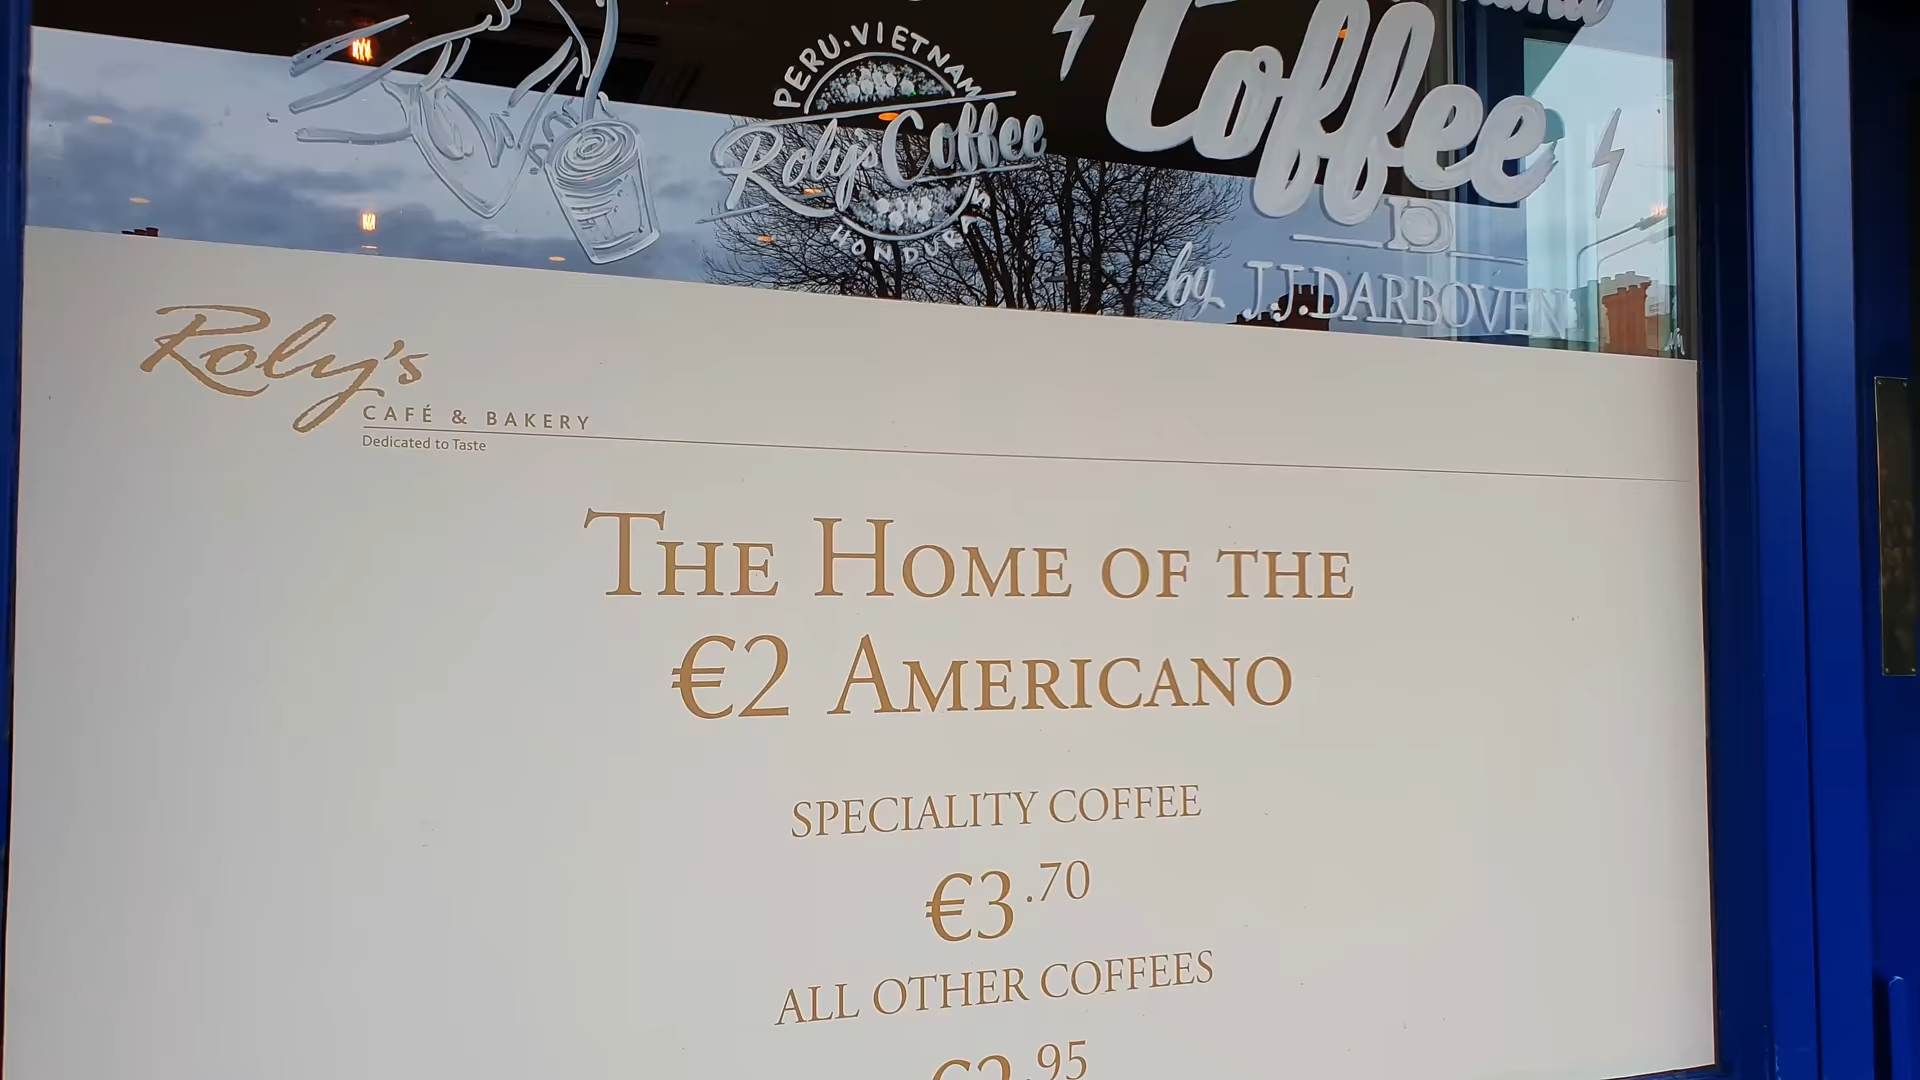 PERU.VIETNAM
Roly's Coffee
HONDURAS
Coffee
by J.J.DARBOVEN
Roly's
CAFÉ & BAKERY
Dedicated to Taste
THE HOME OF THE
€2 AMERICANO
SPECIALITY COFFEE
€3.70
ALL OTHER COFFEES
.95